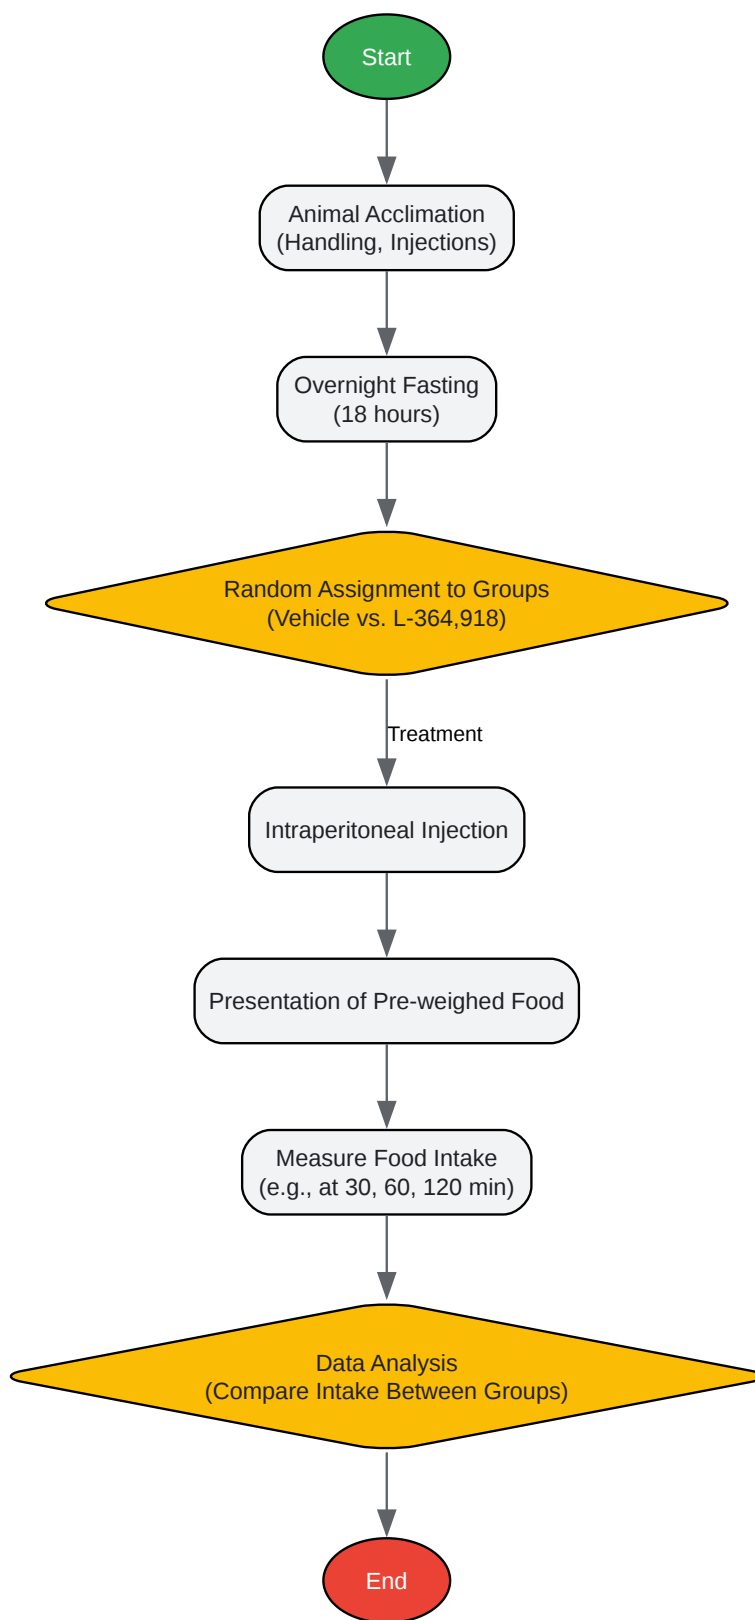 Start
Animal Acclimation
(Handling, Injections)
Overnight Fasting
(18 hours)
Random Assignment to Groups
(Vehicle vs. L-364,918)
Treatment
Intraperitoneal Injection
Presentation of Pre-weighed Food
Measure Food Intake
(e.g., at 30, 60, 120 min)
Data Analysis
(Compare Intake Between Groups)
End